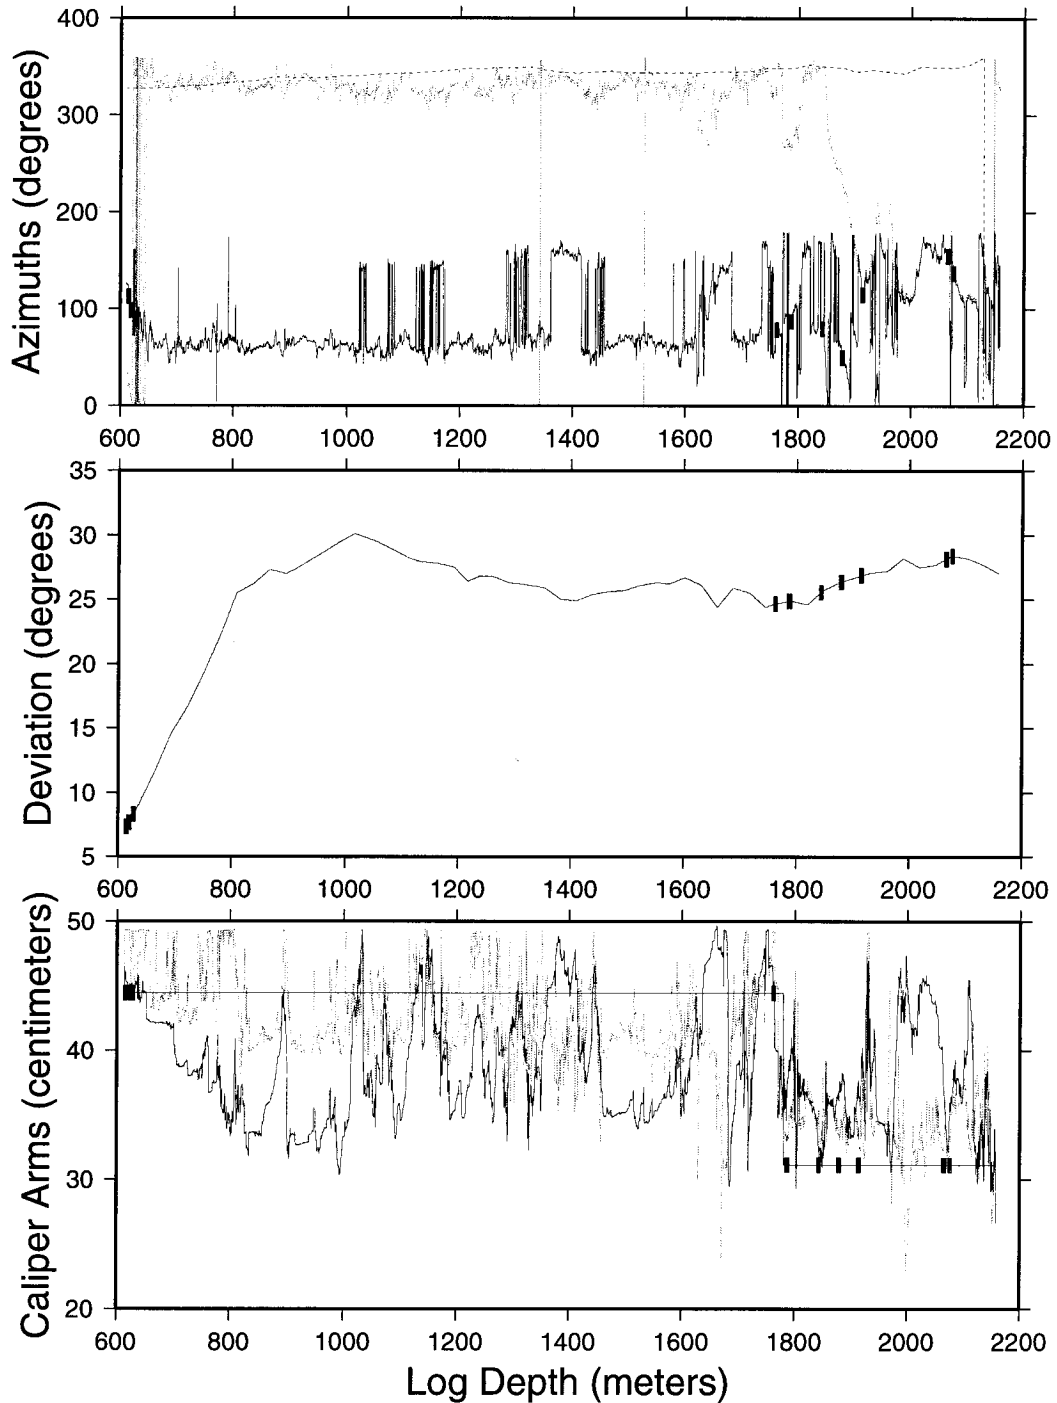 400
300
200
100
0
Azimuths (degrees)
600 800 1000 1200 1400 1600 1800 2000 2200
35
30
25
20
15
10
5
Deviation (degrees)
600 800 1000 1200 1400 1600 1800 2000 2200
50
40
30
20
Caliper Arms (centimeters)
600 800 1000 1200 1400 1600 1800 2000 2200
Log Depth (meters)